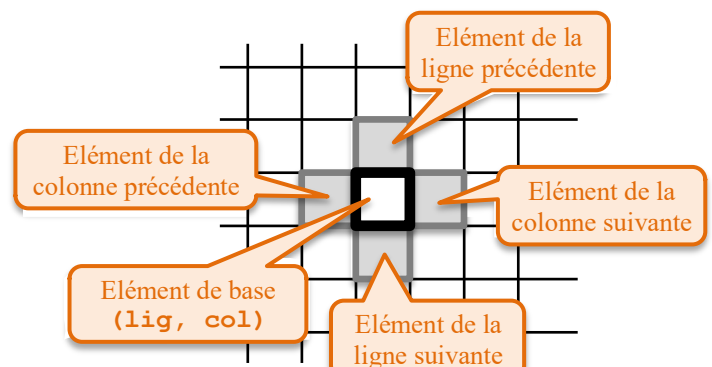 Elément de la
ligne précédente
Elément de la
colonne précédente
Elément de la
colonne suivante
Elément de base
(lig, col)
Elément de la
ligne suivante